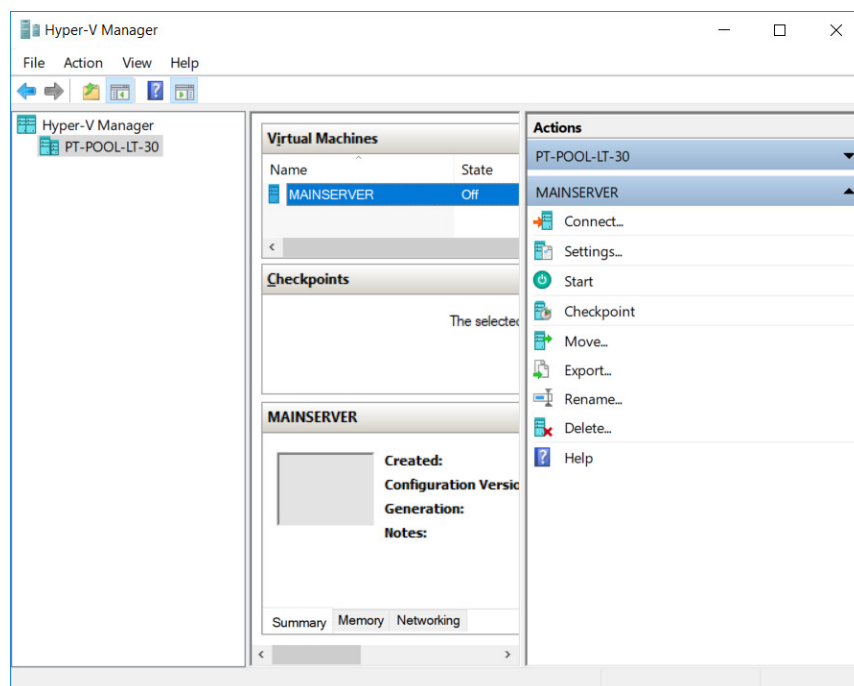 Hyper-V Manager
File Action View Help
Hyper-V Manager
PT-POOL-LT-30
Virtual Machines
Name State
MAINSERVER Off
Checkpoints
The selected
MAINSERVER
Created:
Configuration Versio
Generation:
Notes:
Summary Memory Networking
Actions
PT-POOL-LT-30
MAINSERVER
Connect...
Settings...
Start
Checkpoint
Move...
Export...
Rename...
Delete...
Help